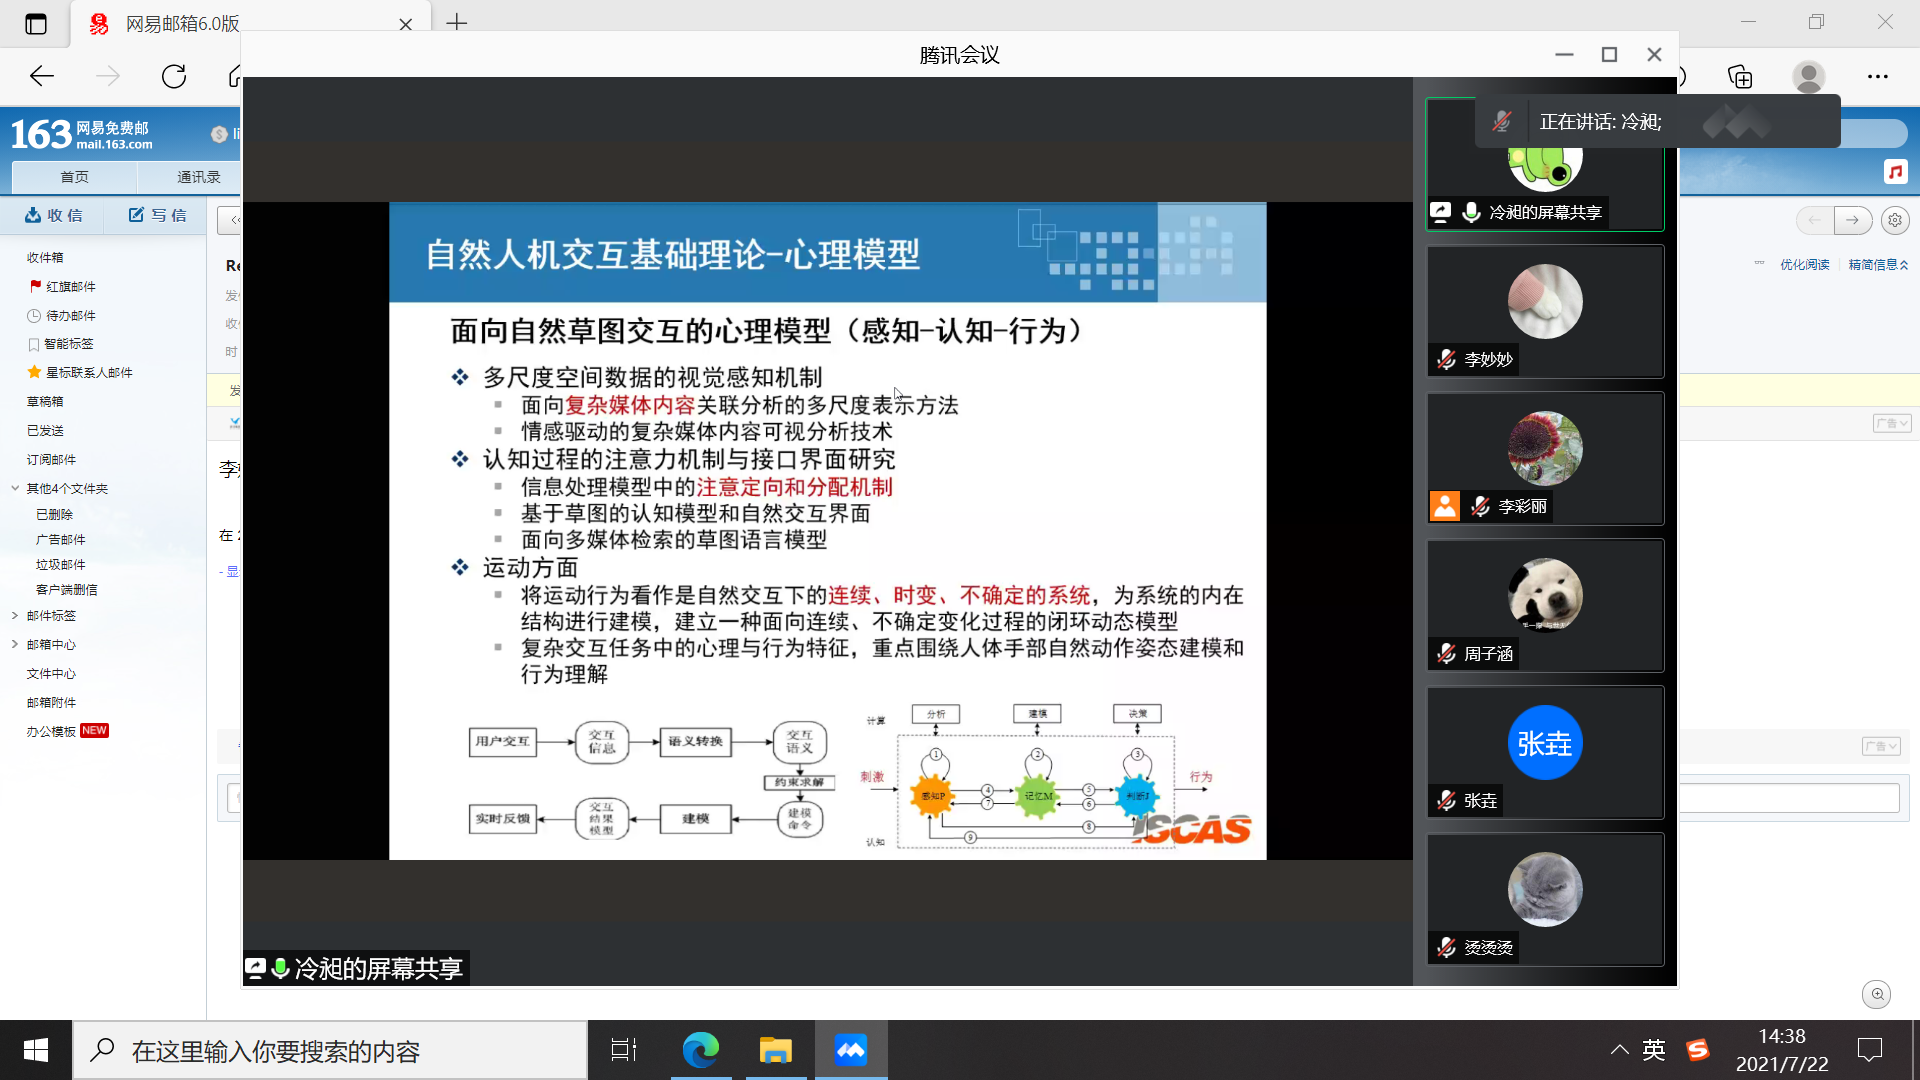 网易邮箱6.0版
腾讯会议
163 网易免费邮
mail.163.com
首页
通讯录
收信
写信
收件箱
红旗邮件
待办邮件
智能标签
星标联系人邮件
草稿箱
已发送
订阅邮件
其他4个文件夹
已删除
广告邮件
垃圾邮件
客户端删信
邮件标签
邮箱中心
文件中心
邮箱附件
办公模板 NEW
Re
发
收
时
发
在 2
- 显
优化阅读
精简信息
广告
广告
自然人机交互基础理论-心理模型
面向自然草图交互的心理模型（感知-认知-行为）
多尺度空间数据的视觉感知机制
面向复杂媒体内容关联分析的多尺度表示方法
情感驱动的复杂媒体内容可视分析技术
认知过程的注意力机制与接口界面研究
信息处理模型中的注意定向和分配机制
基于草图的认知模型和自然交互界面
面向多媒体检索的草图语言模型
运动方面
将运动行为看作是自然交互下的连续、时变、不确定的系统，为系统的内在
结构进行建模，建立一种面向连续、不确定变化过程的闭环动态模型
复杂交互任务中的心理与行为特征，重点围绕人体手部自然动作姿态建模和
行为理解
用户交互
交互
信息
语义转换
交互
语义
约束求解
实时反馈
交互
结果
模型
建模
建模
命令
计算
分析
建模
决策
1
2
3
刺激
感知P
4
7
记忆M
5
6
判断J
行为
8
9
认知
ISCAS
冷昶的屏幕共享
正在讲话: 冷昶;
冷昶的屏幕共享
李妙妙
李彩丽
周子涵
张垚
张垚
烫烫烫
在这里输入你要搜索的内容
英
14:38
2021/7/22